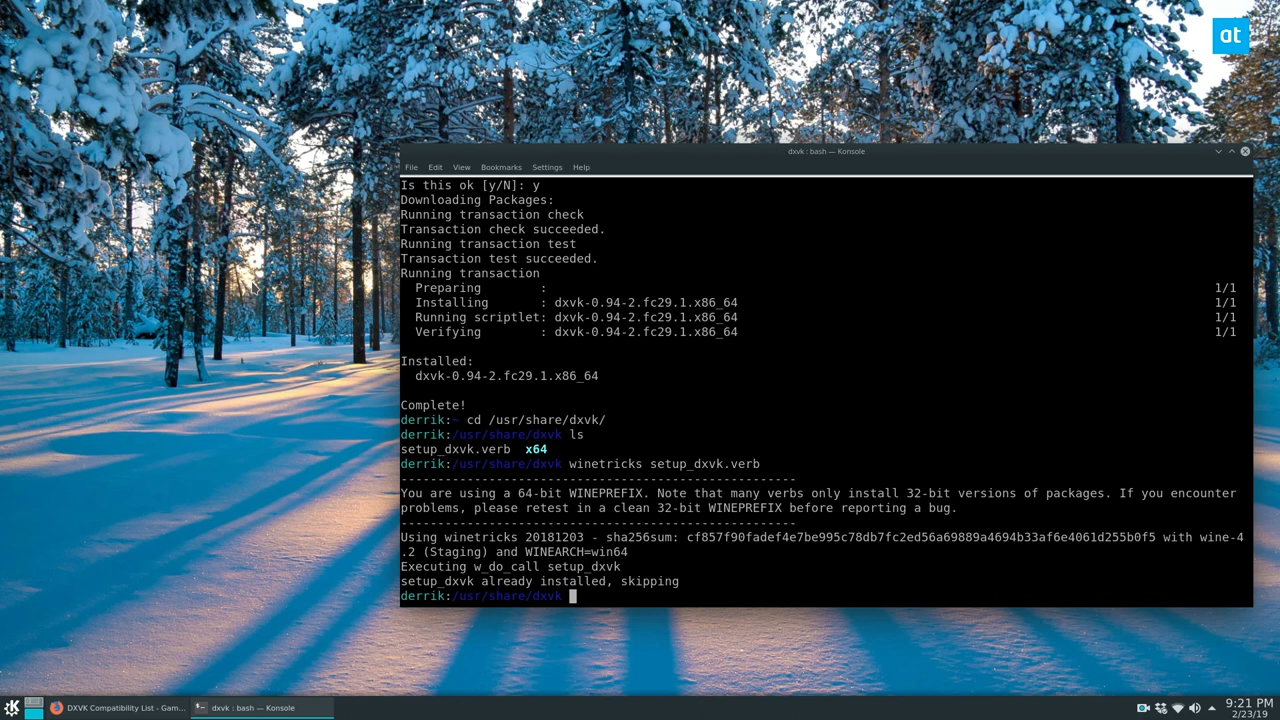 at
dxvk : bash — Konsole
File Edit View Bookmarks Settings Help
Is this ok [y/N]: y
Downloading Packages:
Running transaction check
Transaction check succeeded.
Running transaction test
Transaction test succeeded.
Running transaction
Preparing : 1/1
Installing : dxvk-0.94-2.fc29.1.x86_64 1/1
Running scriptlet: dxvk-0.94-2.fc29.1.x86_64 1/1
Verifying : dxvk-0.94-2.fc29.1.x86_64 1/1
Installed:
dxvk-0.94-2.fc29.1.x86_64
Complete!
derrik:~ cd /usr/share/dxvk/
derrik:/usr/share/dxvk ls
setup_dxvk.verb x64
derrik:/usr/share/dxvk winetricks setup_dxvk.verb
------------------------------------------------------
You are using a 64-bit WINEPREFIX. Note that many verbs only install 32-bit versions of packages. If you encounter
problems, please retest in a clean 32-bit WINEPREFIX before reporting a bug.
------------------------------------------------------
Using winetricks 20181203 - sha256sum: cf857f90fadef4e7be995c78db7fc2ed56a69889a4694b33af6e4061d255b0f5 with wine-4
.2 (Staging) and WINEARCH=win64
Executing w_do_call setup_dxvk
setup_dxvk already installed, skipping
derrik:/usr/share/dxvk
DXVK Compatibility List - Gam...
dxvk : bash — Konsole
9:21 PM
2/23/19